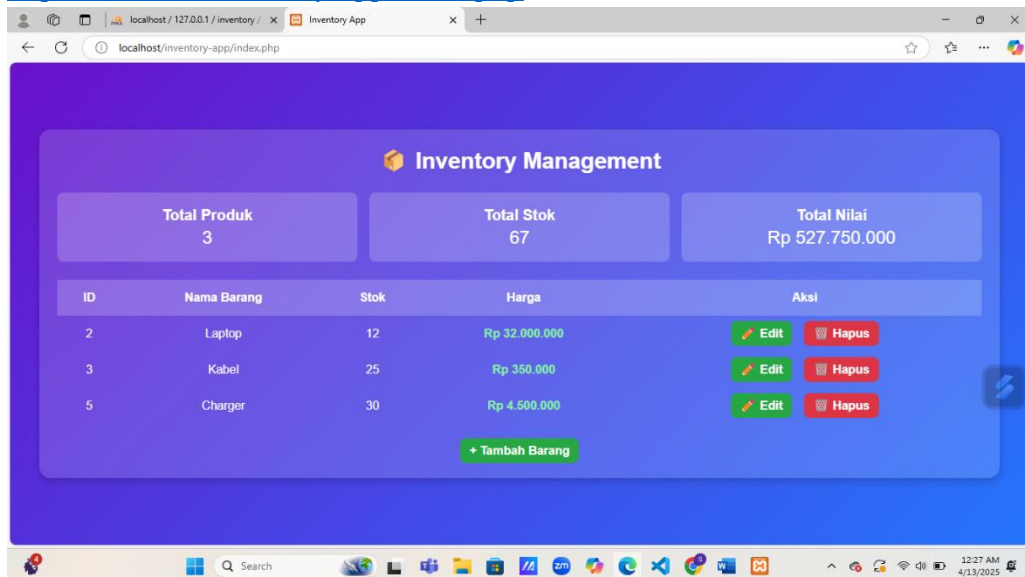 localhost / 127.0.0.1 / inventory /
Inventory App
localhost/inventory-app/index.php
Inventory Management
Total Produk
3
Total Stok
67
Total Nilai
Rp 527.750.000
ID Nama Barang Stok Harga Aksi
2 Laptop 12 Rp 32.000.000 Edit Hapus
3 Kabel 25 Rp 350.000 Edit Hapus
5 Charger 30 Rp 4.500.000 Edit Hapus
+ Tambah Barang
Search
12:27 AM
4/13/2025